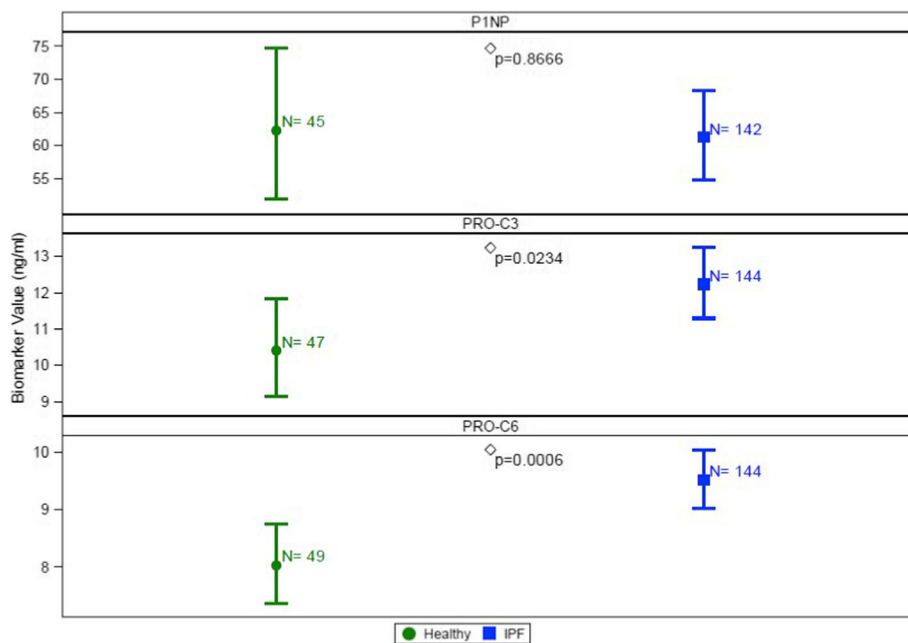 P1NP
75
70
65
60
55
N= 45
p=0.8666
N= 142
PRO-C3
13
12
11
10
9
N= 47
p=0.0234
N= 144
PRO-C6
10
9
8
N= 49
p=0.0006
N= 144
Biomarker Value (ng/ml)
Healthy IPF